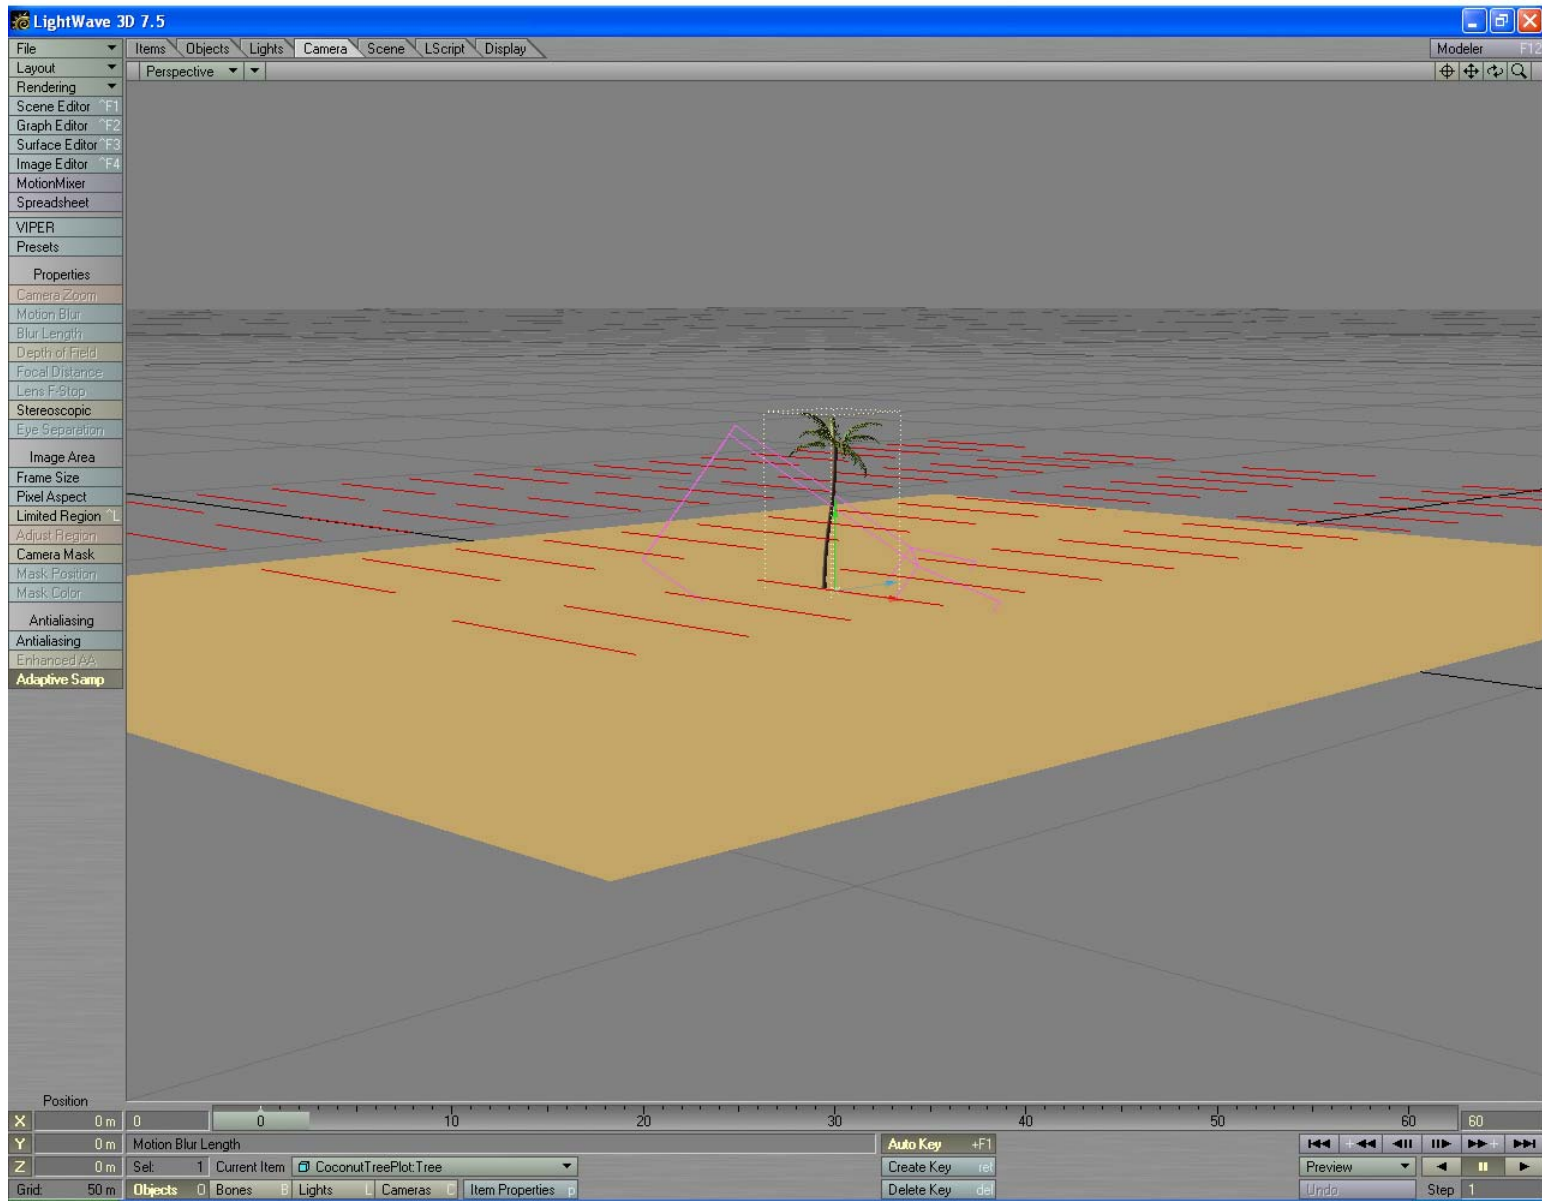 LightWave 3D 7.5
File
Items Objects Lights Camera Scene LScript Display
Modeler F12
Layout
Perspective
Rendering
Scene Editor ^F1
Graph Editor ^F2
Surface Editor ^F3
Image Editor ^F4
MotionMixer
Spreadsheet
VIPER
Presets
Properties
Camera Zoom
Motion Blur
Blur Length
Depth of Field
Focal Distance
Lens F-Stop
Stereoscopic
Eye Separation
Image Area
Frame Size
Pixel Aspect
Limited Region ^L
Adjust Region
Camera Mask
Mask Position
Mask Color
Antialiasing
Antialiasing
Enhanced AA
Adaptive Samp
Position
X 0 m 0 0 10 20 30 40 50 60 60
Y 0 m Motion Blur Length Auto Key +F1
Z 0 m Sel: 1 Current Item CoconutTreePlot:Tree Create Key ret Preview
Grid: 50 m Objects O Bones B Lights L Cameras C Item Properties p Delete Key del Undo Step 1